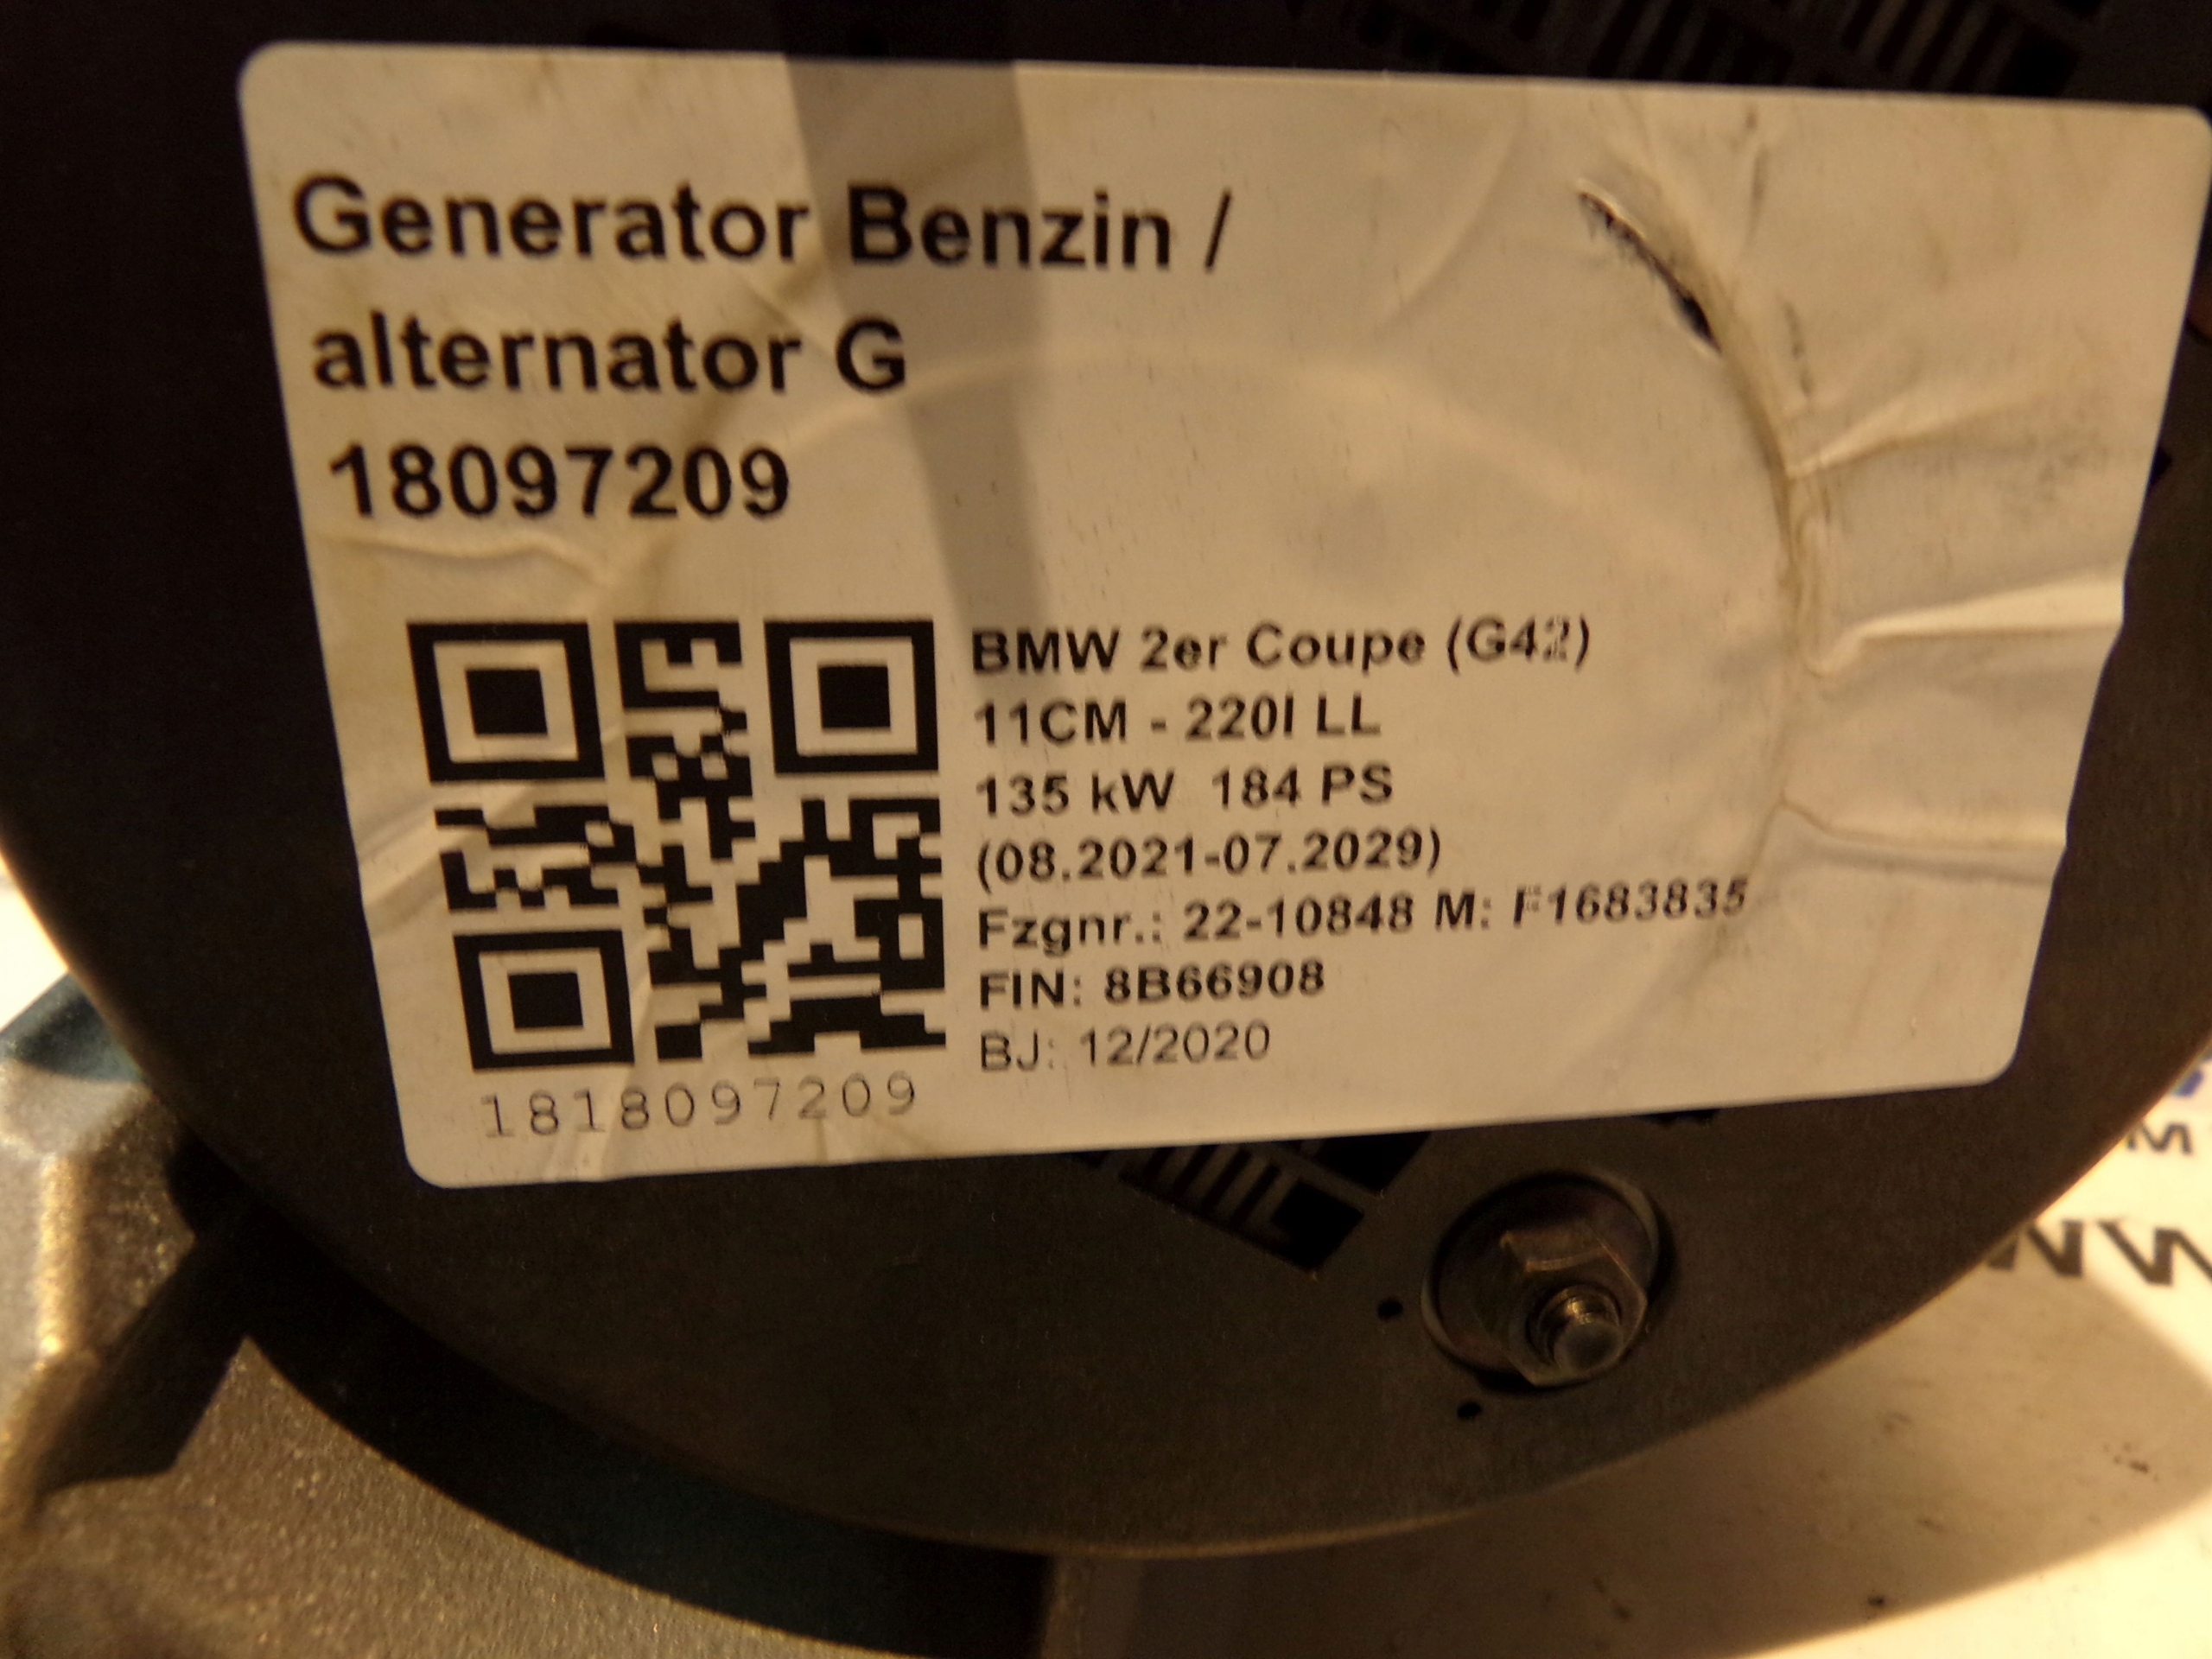 Generator Benzin /
alternator G
18097209
BMW 2er Coupe (G42)
11CM - 220I LL
135 kW 184 PS
(08.2021-07.2029)
Fzgnr.: 22-10848 M: F1683835
FIN: 8B66908
BJ: 12/2020
1818097209